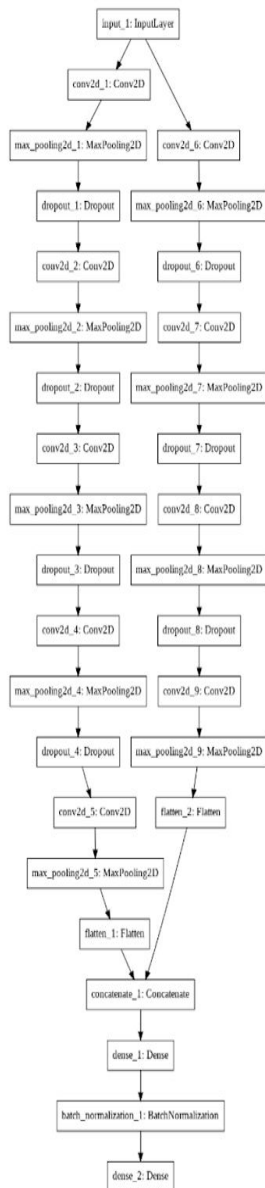 input_1: InputLayer
conv2d_1: Conv2D
max_pooling2d_1: MaxPooling2D
conv2d_6: Conv2D
dropout_1: Dropout
max_pooling2d_6: MaxPooling2D
conv2d_2: Conv2D
dropout_6: Dropout
max_pooling2d_2: MaxPooling2D
conv2d_7: Conv2D
dropout_2: Dropout
max_pooling2d_7: MaxPooling2D
conv2d_3: Conv2D
dropout_7: Dropout
max_pooling2d_3: MaxPooling2D
conv2d_8: Conv2D
dropout_3: Dropout
max_pooling2d_8: MaxPooling2D
conv2d_4: Conv2D
dropout_8: Dropout
max_pooling2d_4: MaxPooling2D
conv2d_9: Conv2D
dropout_4: Dropout
max_pooling2d_9: MaxPooling2D
conv2d_5: Conv2D
flatten_2: Flatten
max_pooling2d_5: MaxPooling2D
flatten_1: Flatten
concatenate_1: Concatenate
dense_1: Dense
batch_normalization_1: BatchNormalization
dense_2: Dense